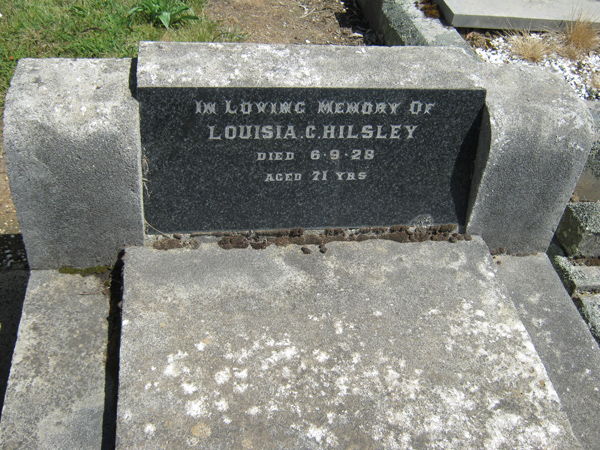 IN LOVING MEMORY OF
LOUISIA.C.HILSLEY
DIED 6.9.28
AGED 71 YRS